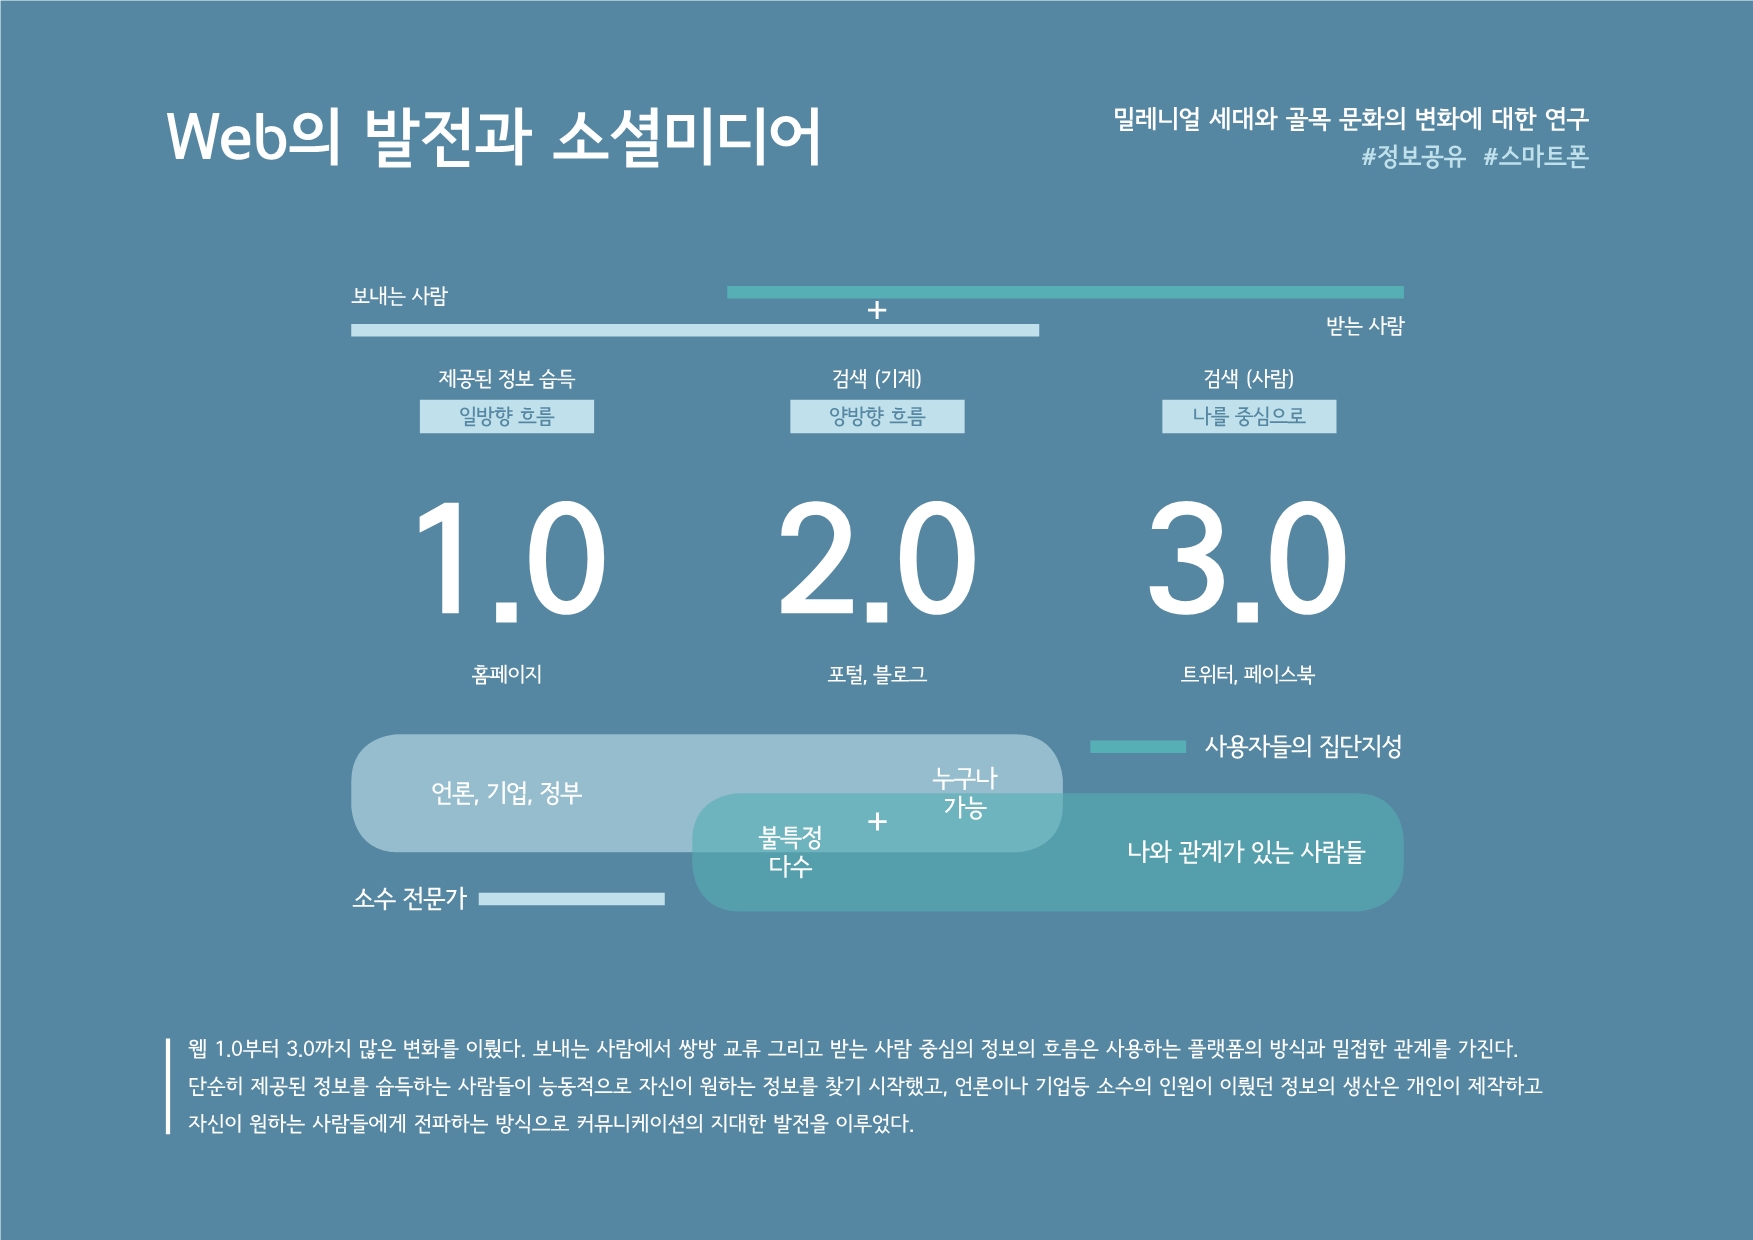 Web의 발전과 소셜미디어
밀레니얼 세대와 골목 문화의 변화에 대한 연구
#정보공유 #스마트폰
보내는 사람
+
받는 사람
제공된 정보 습득
일방향 흐름
검색 (기계)
양방향 흐름
검색 (사람)
나를 중심으로
1.0
2.0
3.0
홈페이지
포털, 블로그
트위터, 페이스북
사용자들의 집단지성
언론, 기업, 정부
누구나
가능
+
불특정
다수
나와 관계가 있는 사람들
소수 전문가
웹 1.0부터 3.0까지 많은 변화를 이뤘다. 보내는 사람에서 쌍방 교류 그리고 받는 사람 중심의 정보의 흐름은 사용하는 플랫폼의 방식과 밀접한 관계를 가진다.
단순히 제공된 정보를 습득하는 사람들이 능동적으로 자신이 원하는 정보를 찾기 시작했고, 언론이나 기업등 소수의 인원이 이뤘던 정보의 생산은 개인이 제작하고
자신이 원하는 사람들에게 전파하는 방식으로 커뮤니케이션의 지대한 발전을 이루었다.